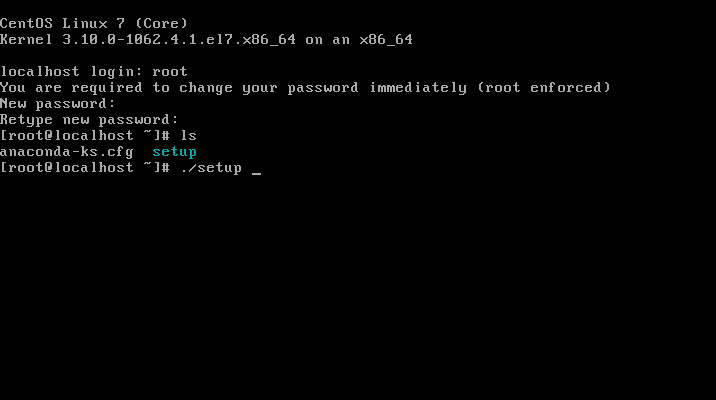 CentOS Linux 7 (Core)
Kernel 3.10.0-1062.4.1.el7.x86_64 on an x86_64
localhost login: root
You are required to change your password immediately (root enforced)
New password:
Retype new password:
[root@localhost ~]# ls
anaconda-ks.cfg  setup
[root@localhost ~]# ./setup _